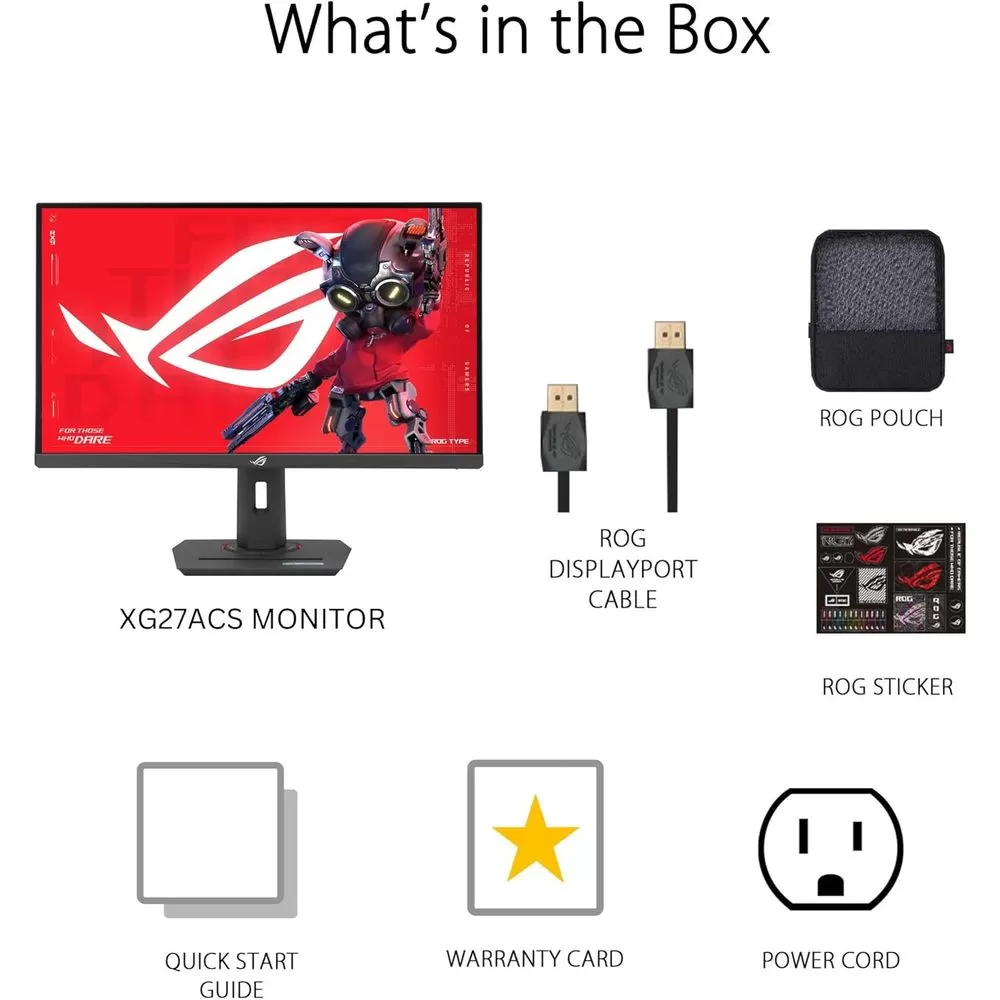 What's in the Box
FOR THOSE
WHO DARE
REPUBLIC OF GAMERS
ROG TYPE
XG27ACS MONITOR
ROG
DISPLAYPORT
CABLE
ROG POUCH
ROG
ROG STICKER
QUICK START
GUIDE
WARRANTY CARD
POWER CORD